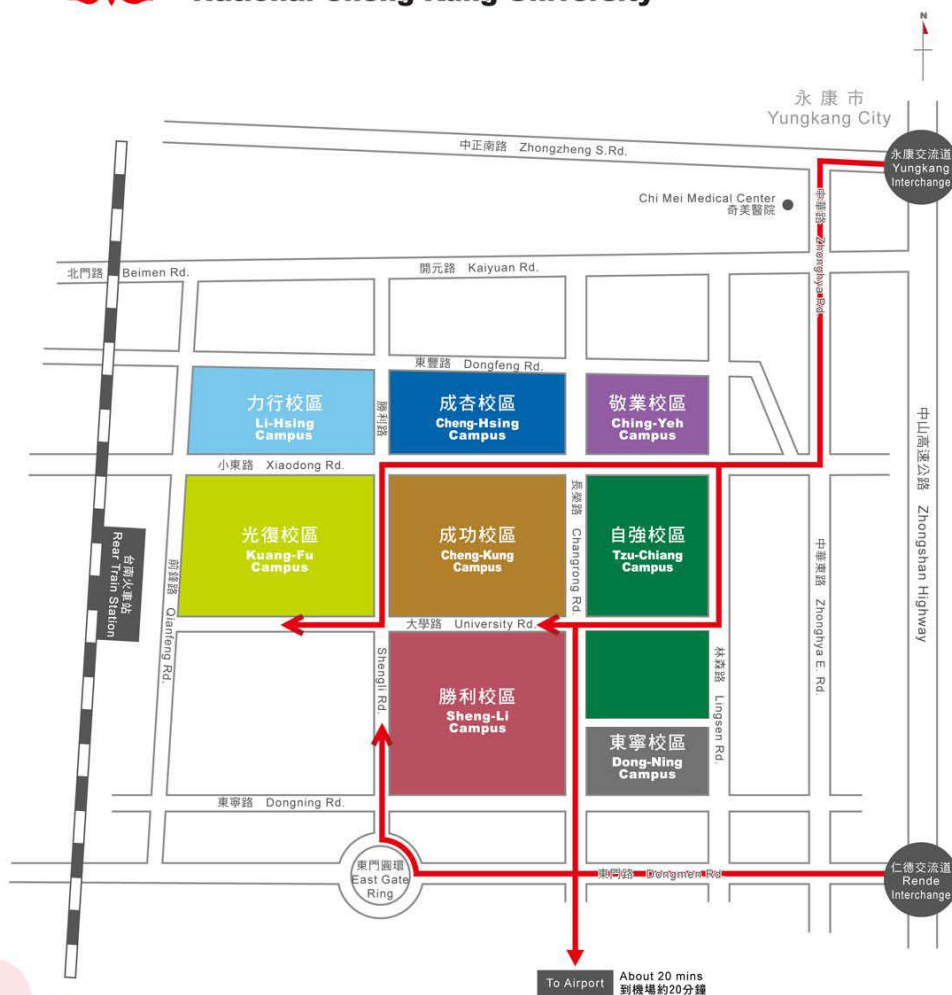 National Cheng Kung University
N
永康市
Yungkang City
永康交流道
Yungkang
Interchange
中正南路 Zhongzheng S.Rd.
Chi Mei Medical Center
奇美醫院
中華路 Zhonghya Rd
北門路 Beimen Rd.
開元路 Kaiyuan Rd.
東豐路 Dongfeng Rd.
力行校區
Li-Hsing
Campus
勝利路
成杏校區
Cheng-Hsing
Campus
敬業校區
Ching-Yeh
Campus
中山高速公路 Zhongshan Highway
小東路 Xiaodong Rd.
光復校區
Kuang-Fu
Campus
成功校區
Cheng-Kung
Campus
長榮路 Changrong Rd.
自強校區
Tzu-Chiang
Campus
台南火車站
Rear Train Station
前鋒路 Qianfeng Rd.
中華東路 Zhonghya E. Rd.
大學路 University Rd.
Shengli Rd.
勝利校區
Sheng-Li
Campus
林森路 Lingsen Rd.
東寧校區
Dong-Ning
Campus
東寧路 Dongning Rd.
東門圓環
East Gate
Ring
東門路 Dongmen Rd
仁德交流道
Rende
Interchange
To Airport
About 20 mins
到機場約20分鐘